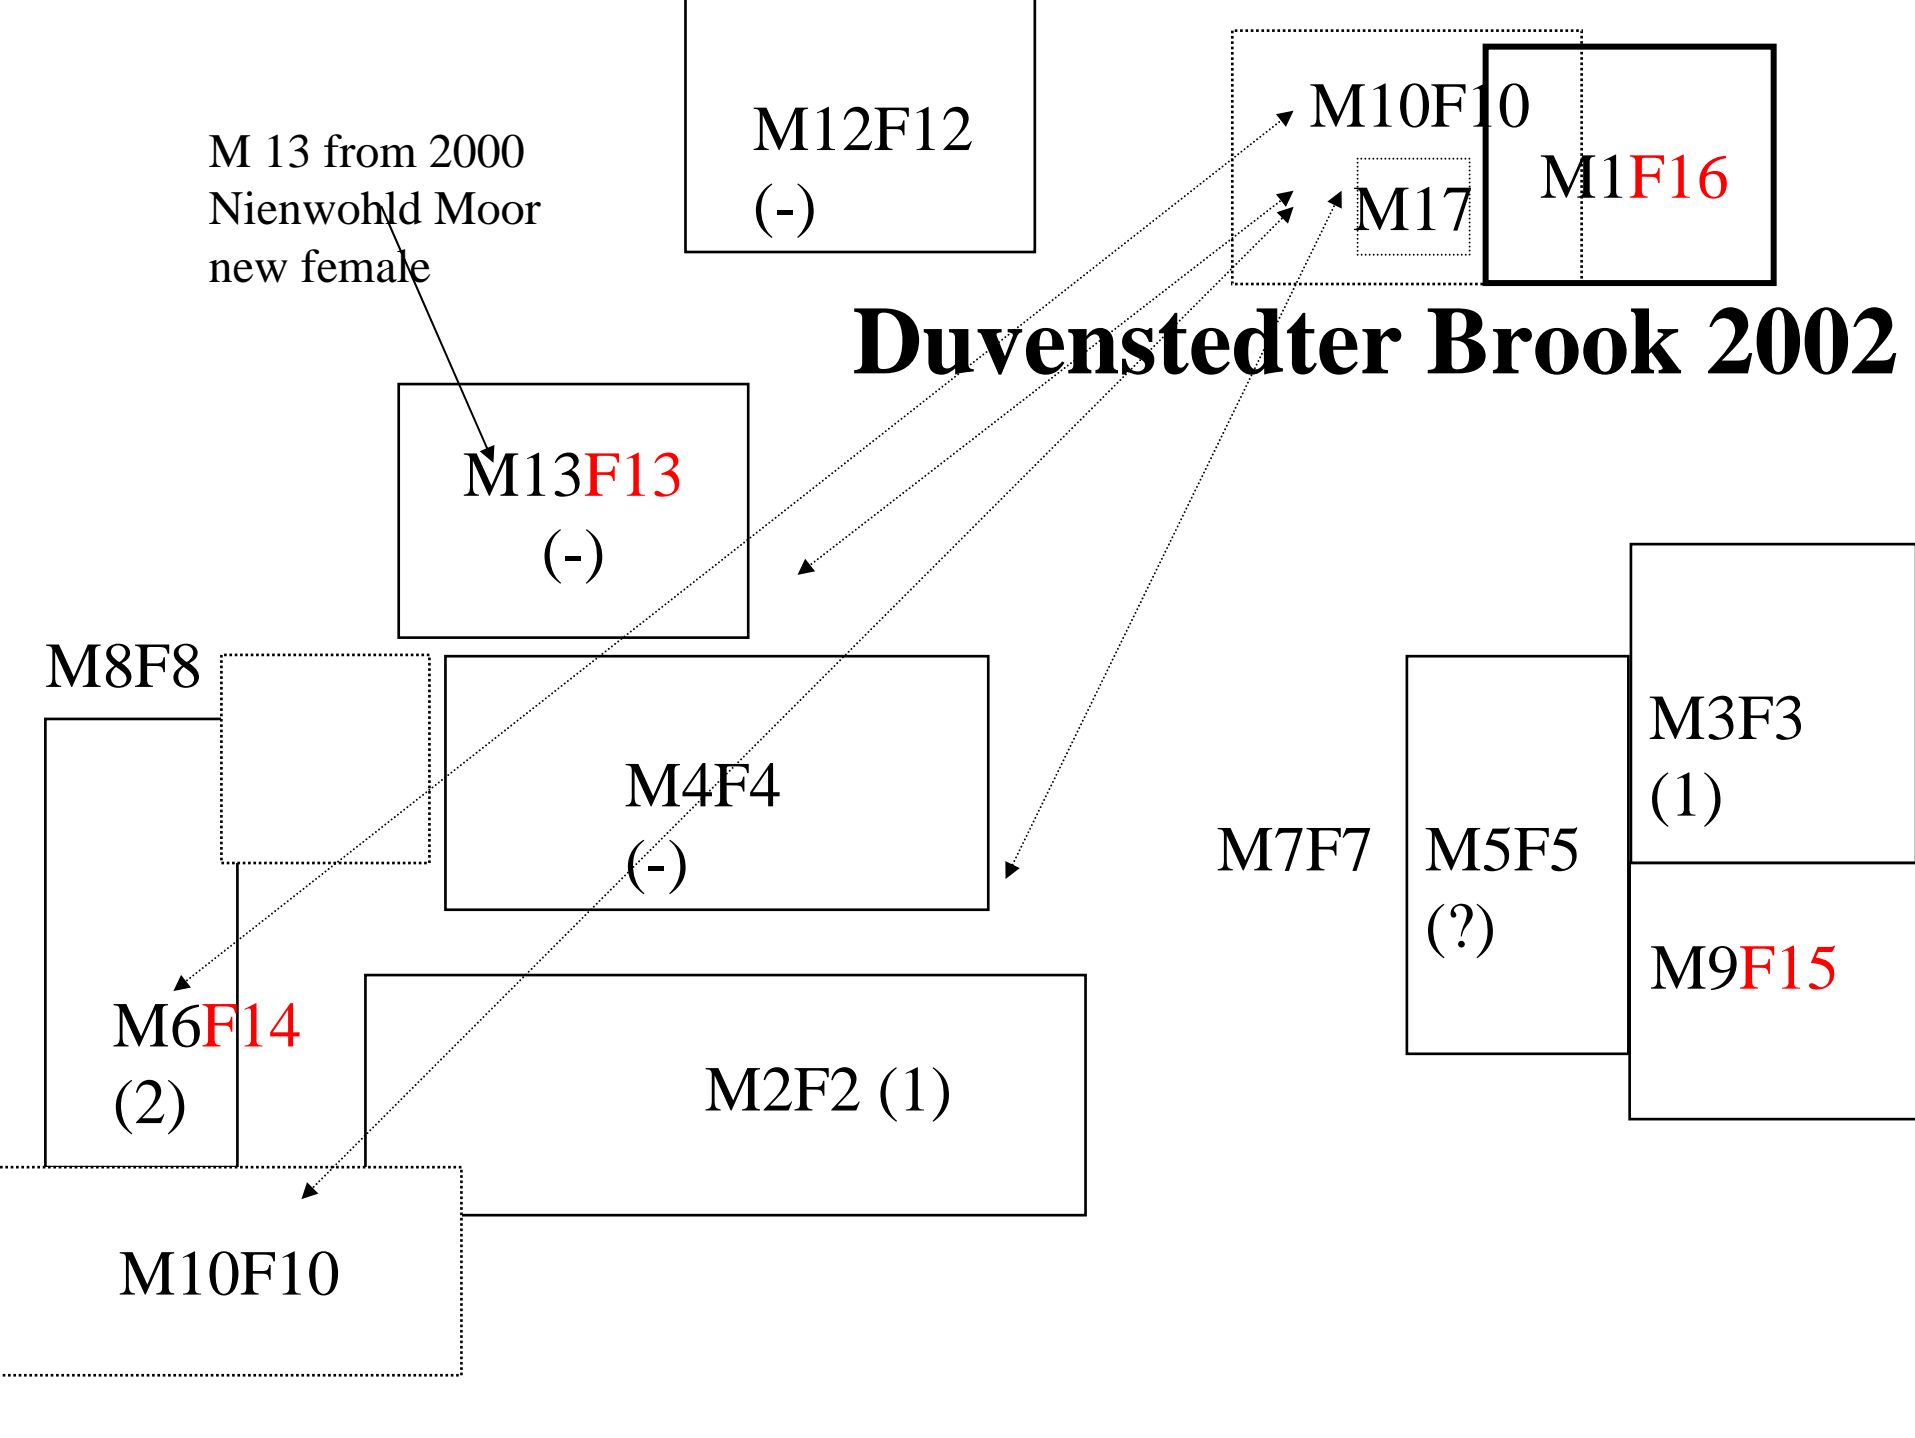 M12F12
(-)
M10F10
M17
M1F16
M 13 from 2000
Nienwohld Moor
new female
Duvenstedter Brook 2002
M13F13
(-)
M8F8
M4F4
(-)
M3F3
(1)
M7F7
M5F5
(?)
M9F15
M6F14
(2)
M2F2 (1)
M10F10